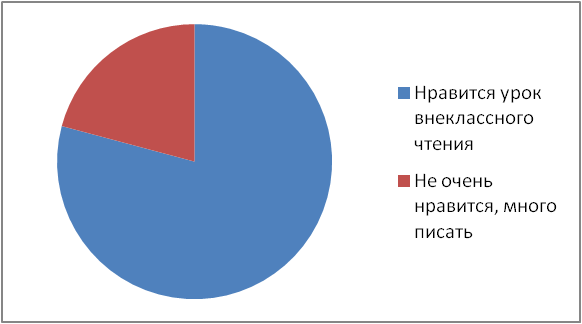 Нравится урок
внеклассного
чтения
Не очень
нравится, много
писать